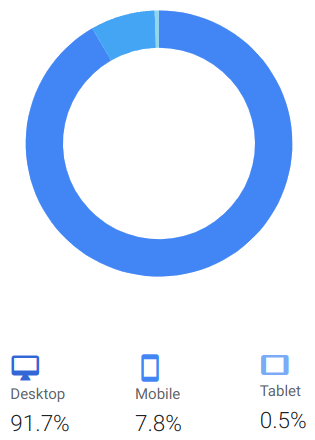 Desktop
91.7%
Mobile
7.8%
Tablet
0.5%